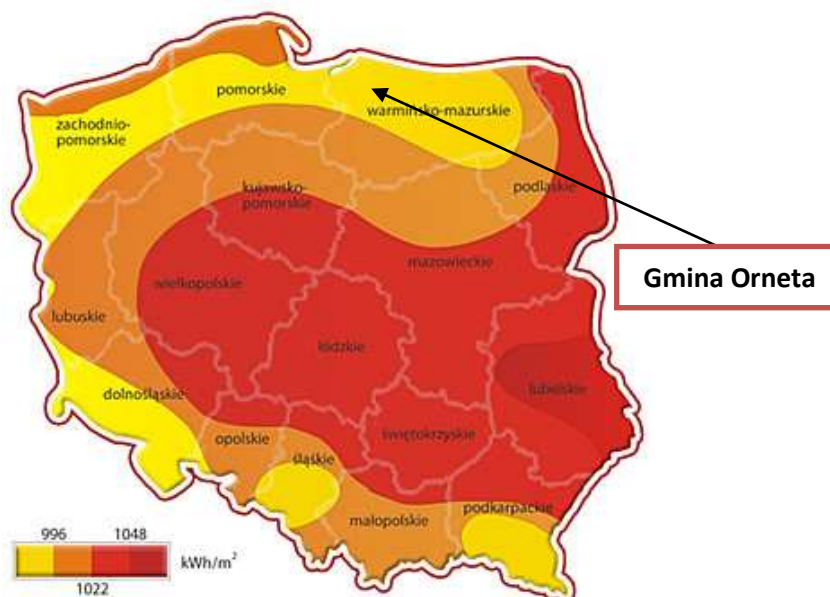 pomorskie
warmińsko-mazurskie
zachodnio-
pomorskie
kujawsko-
pomorskie
podlaskie
mazowieckie
Gmina Orneta
wielkopolskie
lubuskie
łódzkie
lubelskie
dolnośląskie
opolskie
świętokrzyskie
śląskie
podkarpackie
małopolskie
996 1048
kWh/m²
1022